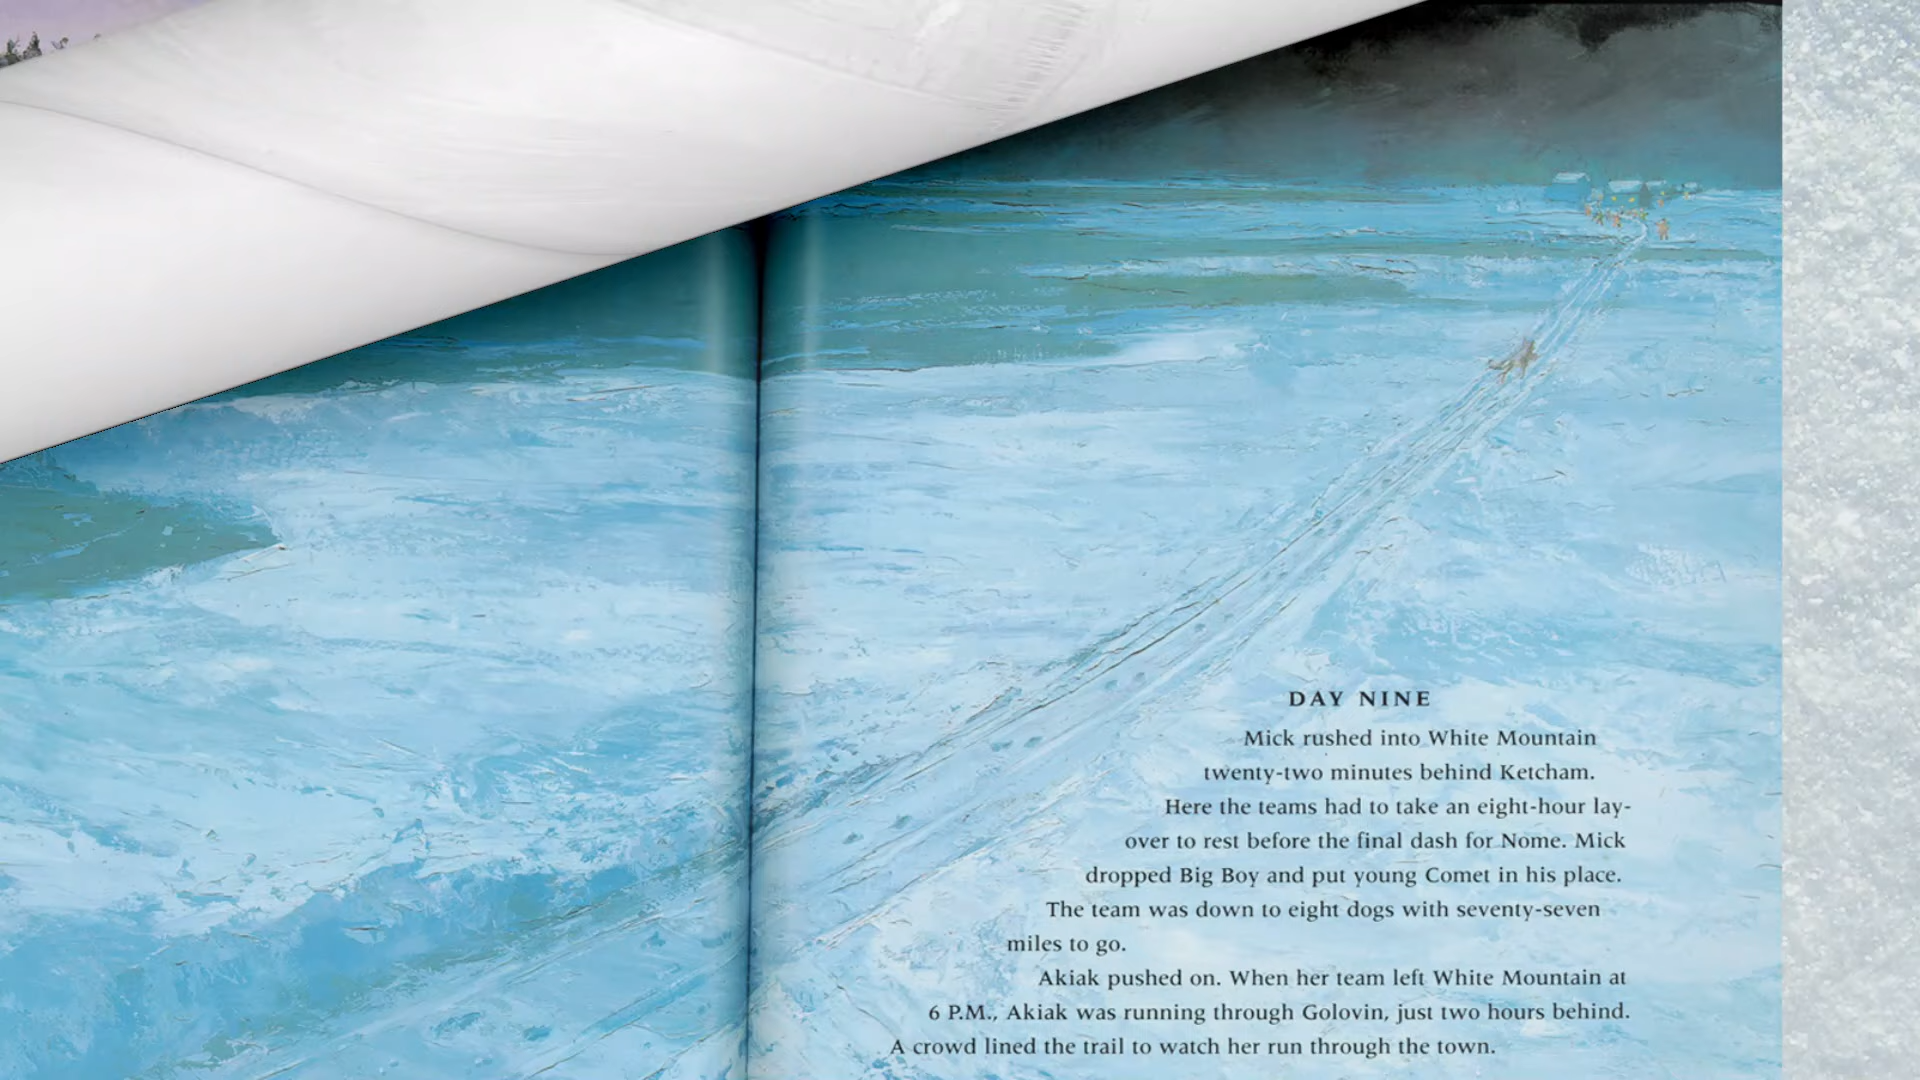 DAY NINE
Mick rushed into White Mountain
twenty-two minutes behind Ketcham.
Here the teams had to take an eight-hour lay-
over to rest before the final dash for Nome. Mick
dropped Big Boy and put young Comet in his place.
The team was down to eight dogs with seventy-seven
miles to go.
Akiak pushed on. When her team left White Mountain at
6 P.M., Akiak was running through Golovin, just two hours behind.
A crowd lined the trail to watch her run through the town.